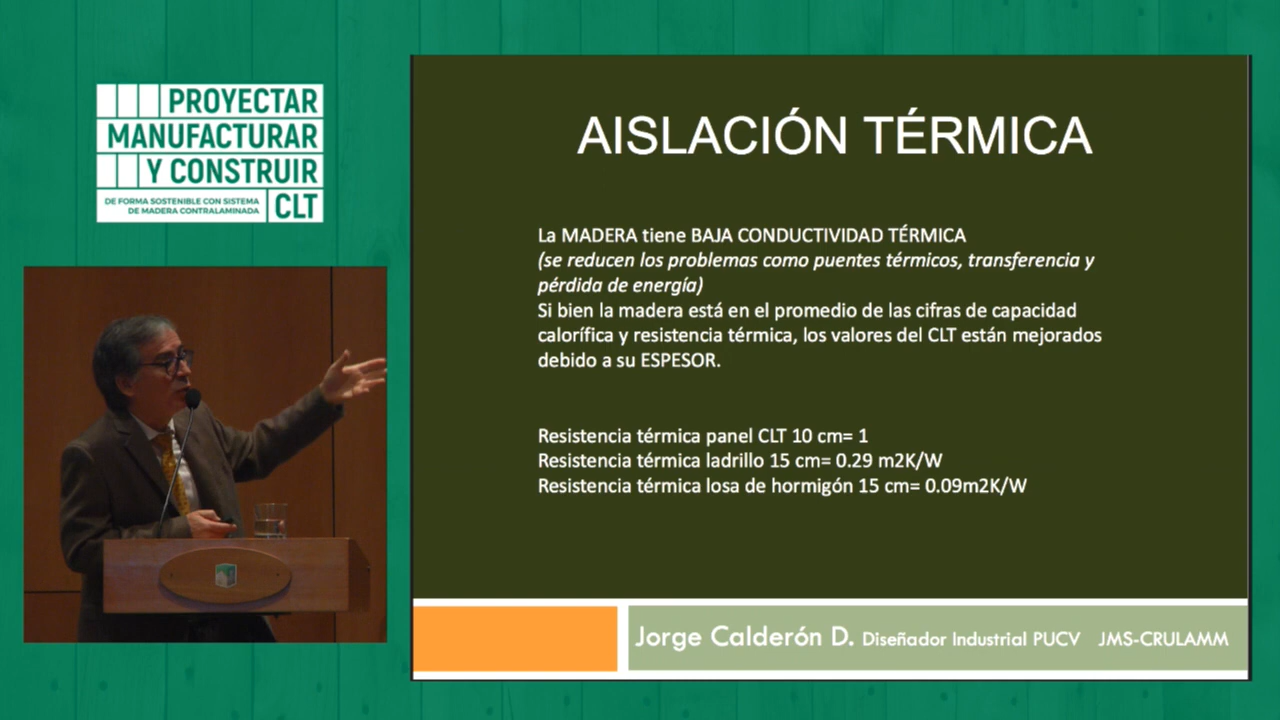 PROYECTAR
MANUFACTURAR
Y CONSTRUIR
DE FORMA SOSTENIBLE CON SISTEMA
DE MADERA CONTRALAMINADA
CLT
AISLACIÓN TÉRMICA
La MADERA tiene BAJA CONDUCTIVIDAD TÉRMICA
(se reducen los problemas como puentes térmicos, transferencia y
pérdida de energía)
Si bien la madera está en el promedio de las cifras de capacidad
calorífica y resistencia térmica, los valores del CLT están mejorados
debido a su ESPESOR.
Resistencia térmica panel CLT 10 cm= 1
Resistencia térmica ladrillo 15 cm= 0.29 m2K/W
Resistencia térmica losa de hormigón 15 cm= 0.09m2K/W
Jorge Calderón D. Diseñador Industrial PUCV JMS-CRULAMM